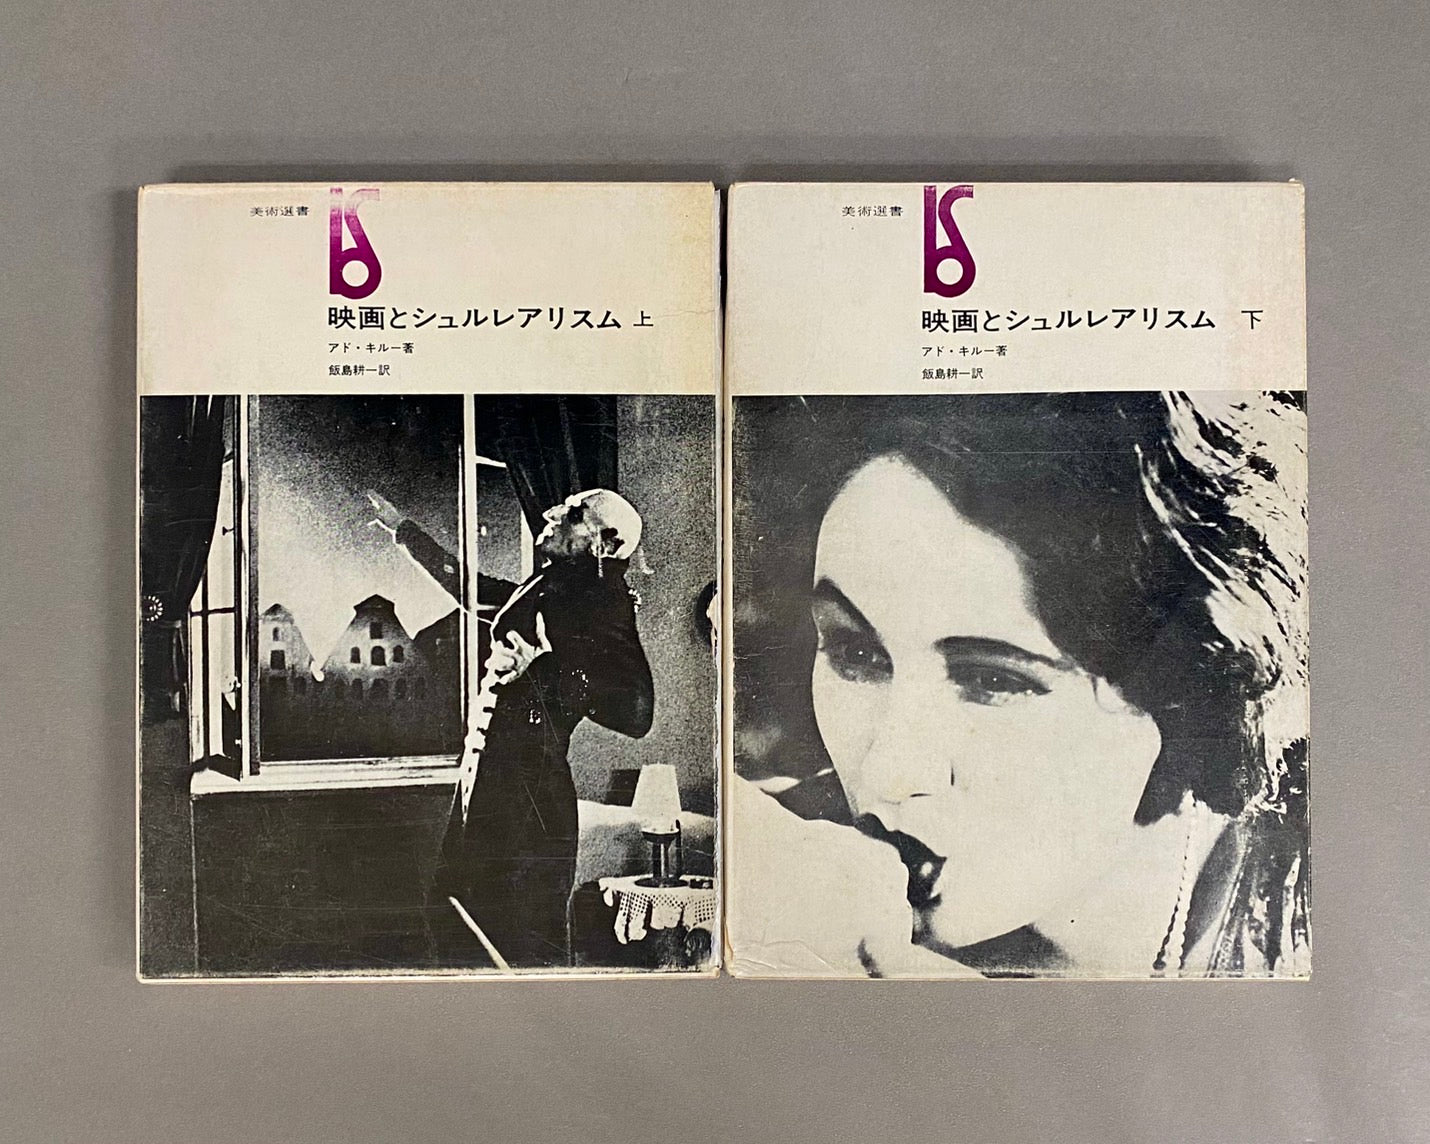 美術選書
映画とシュルレアリスム 上
アド・キルー著
飯島耕一訳
美術選書
映画とシュルレアリスム 下
アド・キルー著
飯島耕一訳